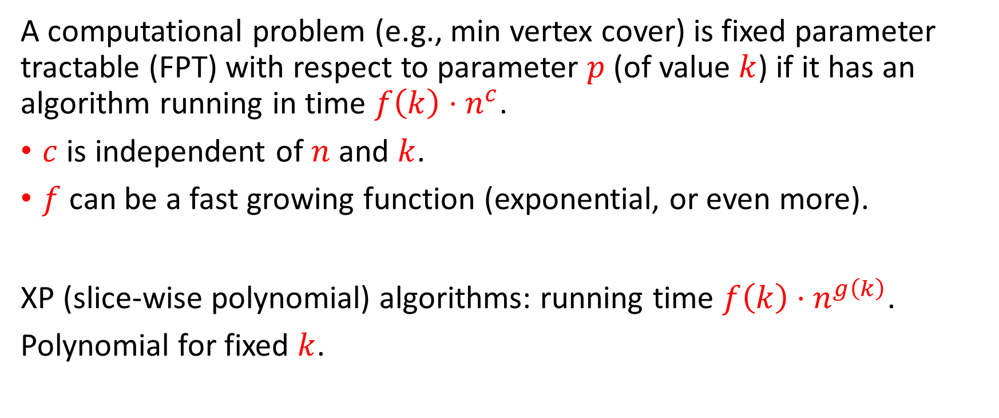 A computational problem (e.g., min vertex cover) is fixed parameter
tractable (FPT) with respect to parameter p (of value k) if it has an
algorithm running in time f(k) · n^c.
• c is independent of n and k.
• f can be a fast growing function (exponential, or even more).
XP (slice-wise polynomial) algorithms: running time f(k) · n^{g(k)}.
Polynomial for fixed k.